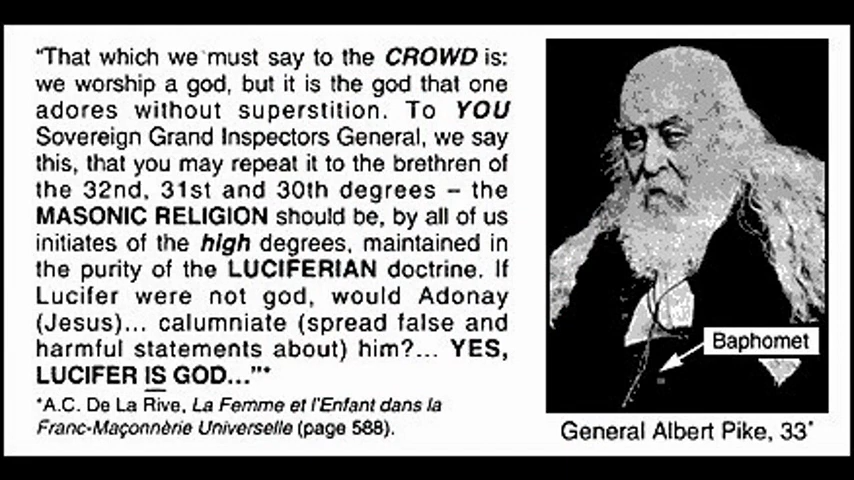 "That which we must say to the CROWD is:
we worship a god, but it is the god that one
adores without superstition. To YOU
Sovereign Grand Inspectors General, we say
this, that you may repeat it to the brethren of
the 32nd, 31st and 30th degrees – the
MASONIC RELIGION should be, by all of us
initiates of the high degrees, maintained in
the purity of the LUCIFERIAN doctrine. If
Lucifer were not god, would Adonay
(Jesus)... calumniate (spread false and
harmful statements about) him?... YES,
LUCIFER IS GOD..."*
*A.C. De La Rive, La Femme et l'Enfant dans la
Franc-Maçonnèrie Universelle (page 588).
Baphomet
General Albert Pike, 33°